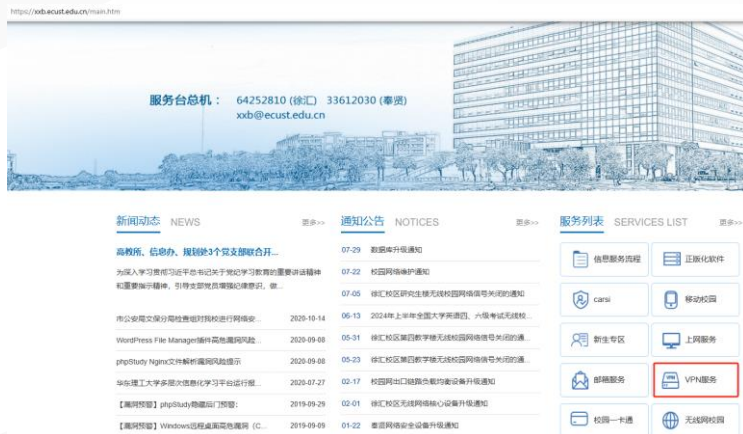 https://xxb.ecust.edu.cn/main.htm
服务台总机： 64252810 (徐汇) 33612030 (奉贤)
xxb@ecust.edu.cn
新闻动态 NEWS 更多>>
高教所、信息办、规划处3个党支部联合开...
为深入学习贯彻习近平总书记关于党纪学习教育的重要讲话精神
和重要指示精神，引导支部党员增强纪律意识，做...
市公安局文保分局检查组对我校进行网络安... 2020-10-14
WordPress File Manager插件高危漏洞风险... 2020-09-08
phpStudy Nginx文件解析漏洞风险提示 2020-09-08
华东理工大学多层次信息化学习平台运行报... 2020-07-27
【漏洞预警】phpStudy隐藏后门预警： 2019-09-29
【漏洞预警】Windows远程桌面高危漏洞（C... 2019-09-09
通知公告 NOTICES 更多>>
07-29 数据库升级通知
07-22 校园网络维护通知
07-05 徐汇校区研究生楼无线校园网络信号关闭的通知
06-13 2024年上半年全国大学英语四、六级考试无线校...
05-31 徐汇校区第四教学楼无线校园网络信号关闭的通...
05-23 徐汇校区第四教学楼无线校园网络信号关闭的通...
02-17 校园网出口链路负载均衡设备升级通知
02-01 徐汇校区无线网络核心设备升级通知
01-22 奉贤网络安全设备升级通知
服务列表 SERVICES LIST 更多>>
信息服务流程
正版化软件
carsi
移动校园
新生专区
上网服务
邮箱服务
VPN服务
校园一卡通
无线网校园